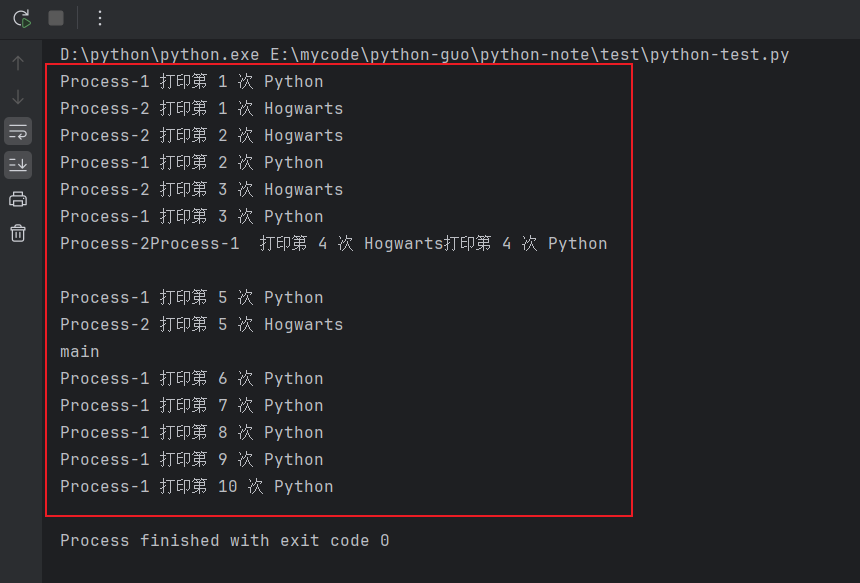 D:\python\python.exe E:\mycode\python-guo\python-note\test\python-test.py
Process-1 打印第 1 次 Python
Process-2 打印第 1 次 Hogwarts
Process-2 打印第 2 次 Hogwarts
Process-1 打印第 2 次 Python
Process-2 打印第 3 次 Hogwarts
Process-1 打印第 3 次 Python
Process-2Process-1  打印第 4 次 Hogwarts打印第 4 次 Python
Process-1 打印第 5 次 Python
Process-2 打印第 5 次 Hogwarts
main
Process-1 打印第 6 次 Python
Process-1 打印第 7 次 Python
Process-1 打印第 8 次 Python
Process-1 打印第 9 次 Python
Process-1 打印第 10 次 Python
Process finished with exit code 0